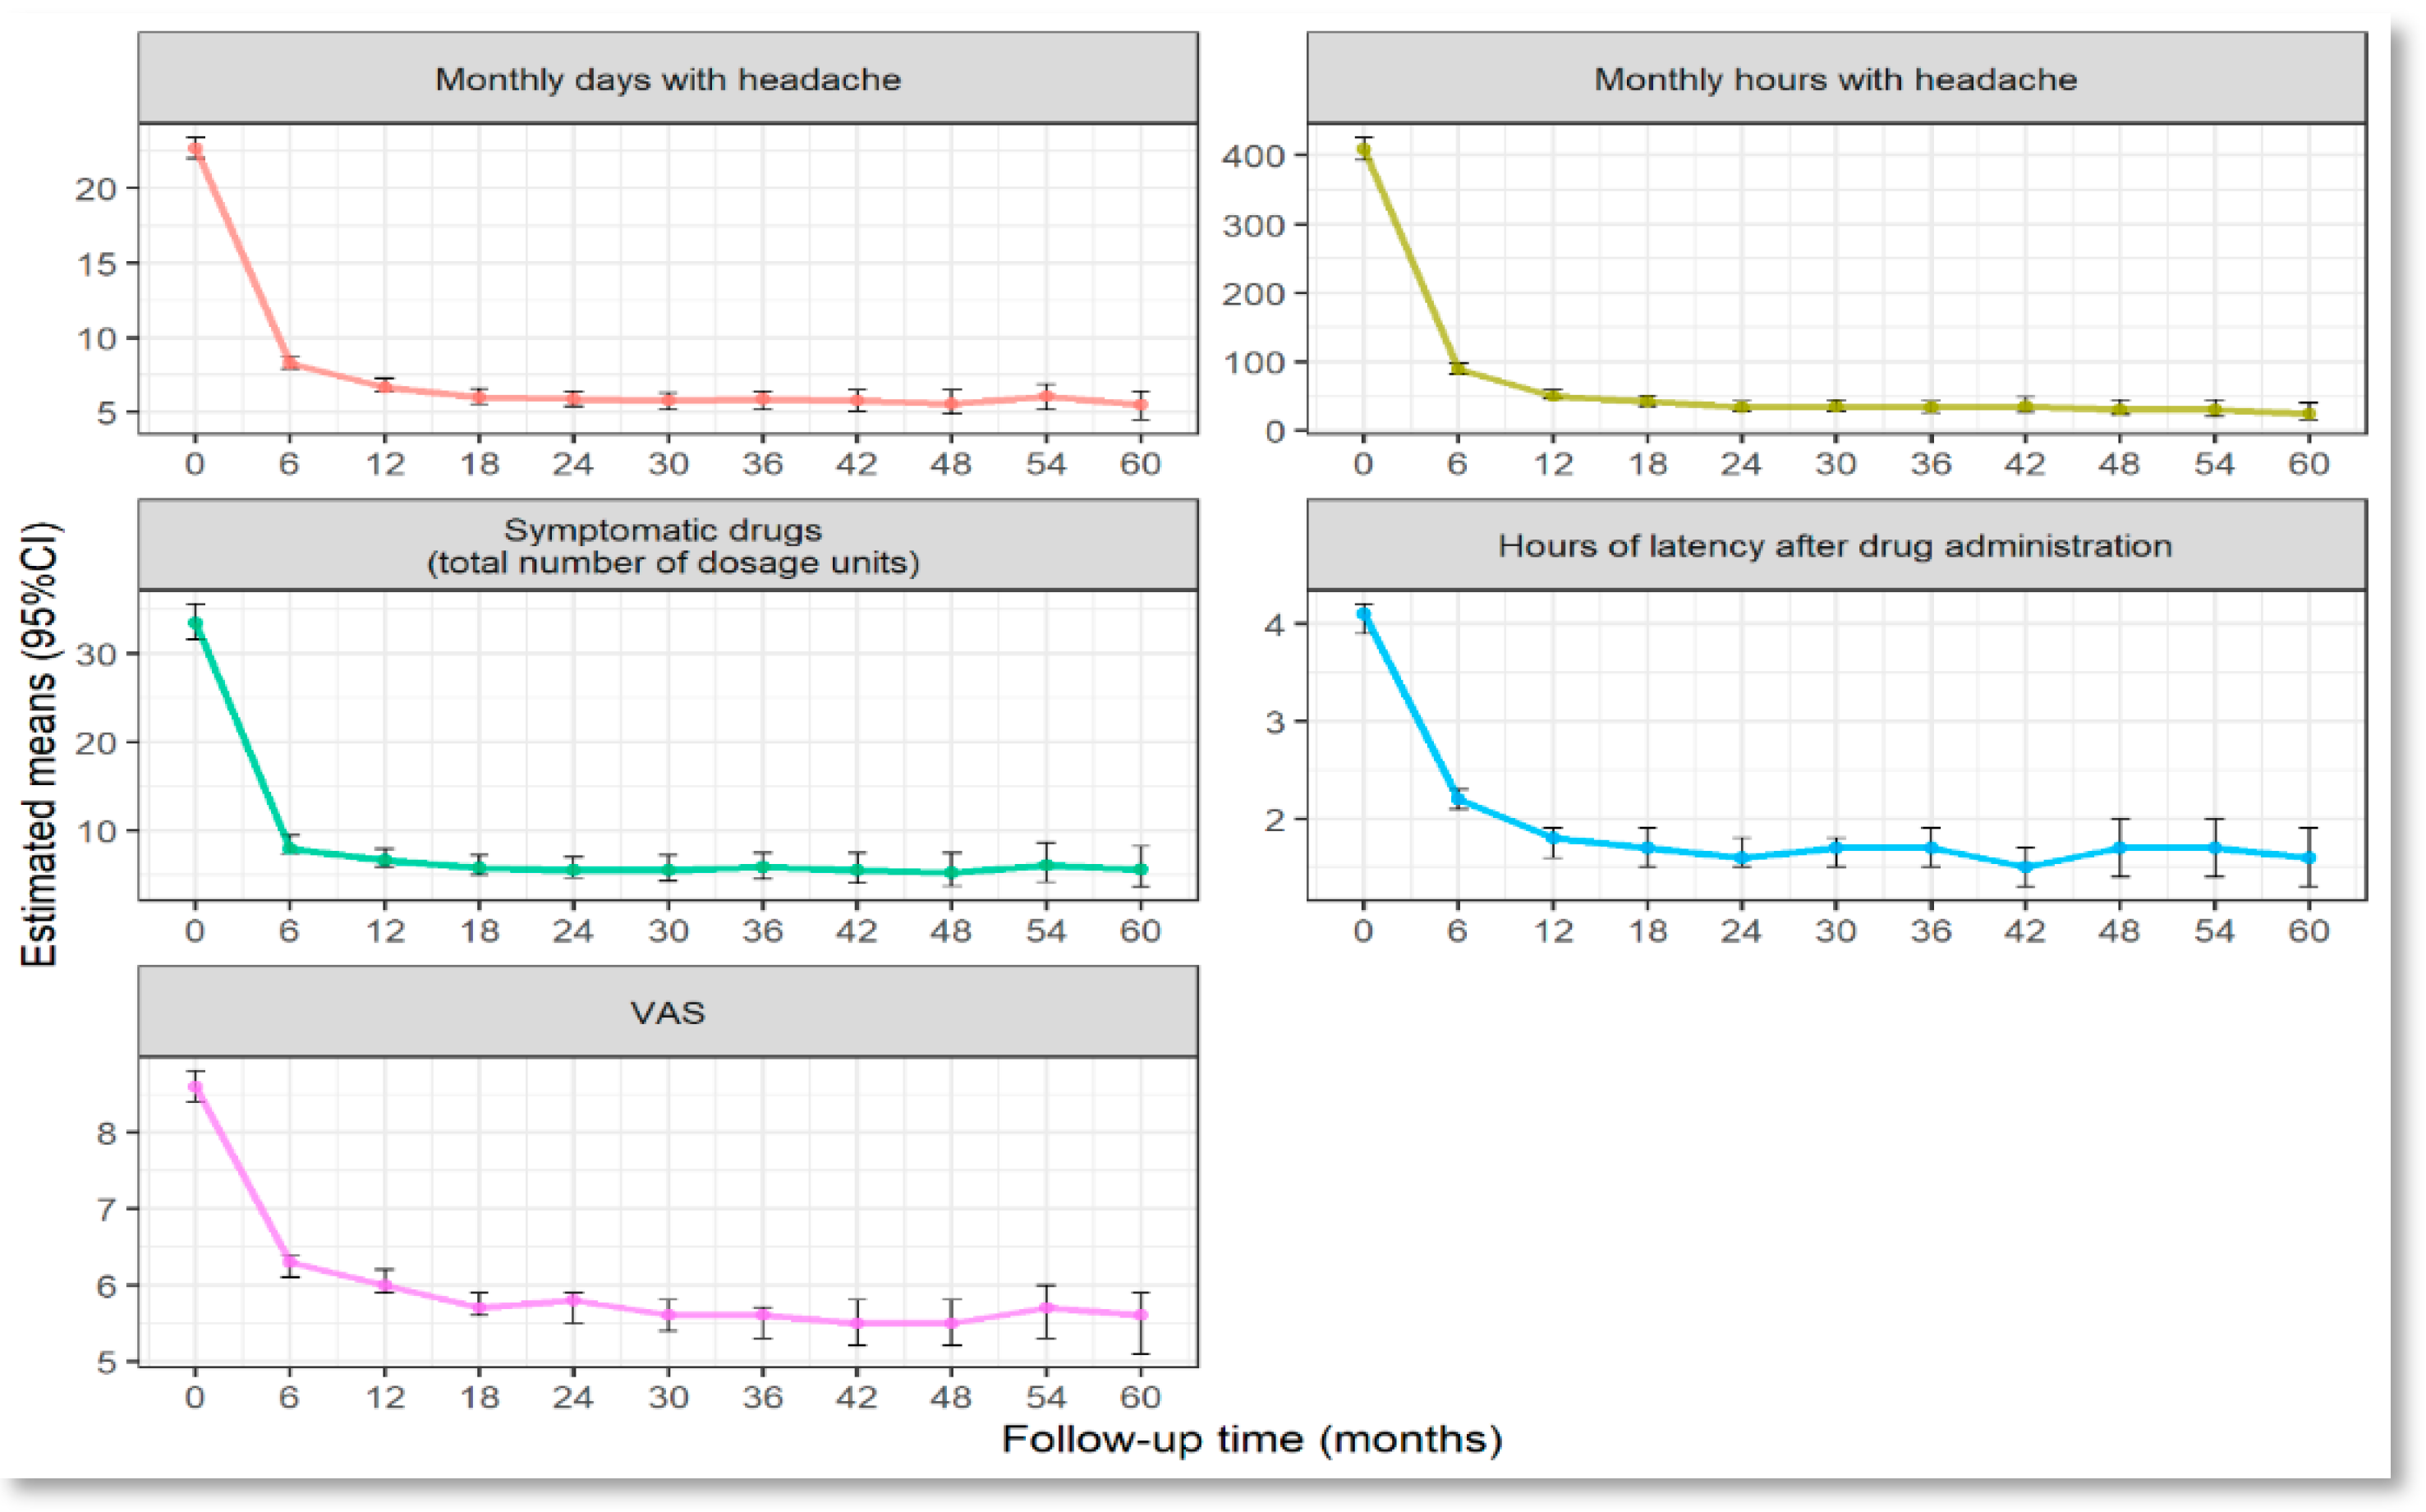 Monthly days with headache
20
15
10
5
0 6 12 18 24 30 36 42 48 54 60
Monthly hours with headache
400
300
200
100
0
0 6 12 18 24 30 36 42 48 54 60
Estimated means (95%CI)
Symptomatic drugs
(total number of dosage units)
30
20
10
0 6 12 18 24 30 36 42 48 54 60
Hours of latency after drug administration
4
3
2
0 6 12 18 24 30 36 42 48 54 60
VAS
8
7
6
5
0 6 12 18 24 30 36 42 48 54 60
Follow-up time (months)